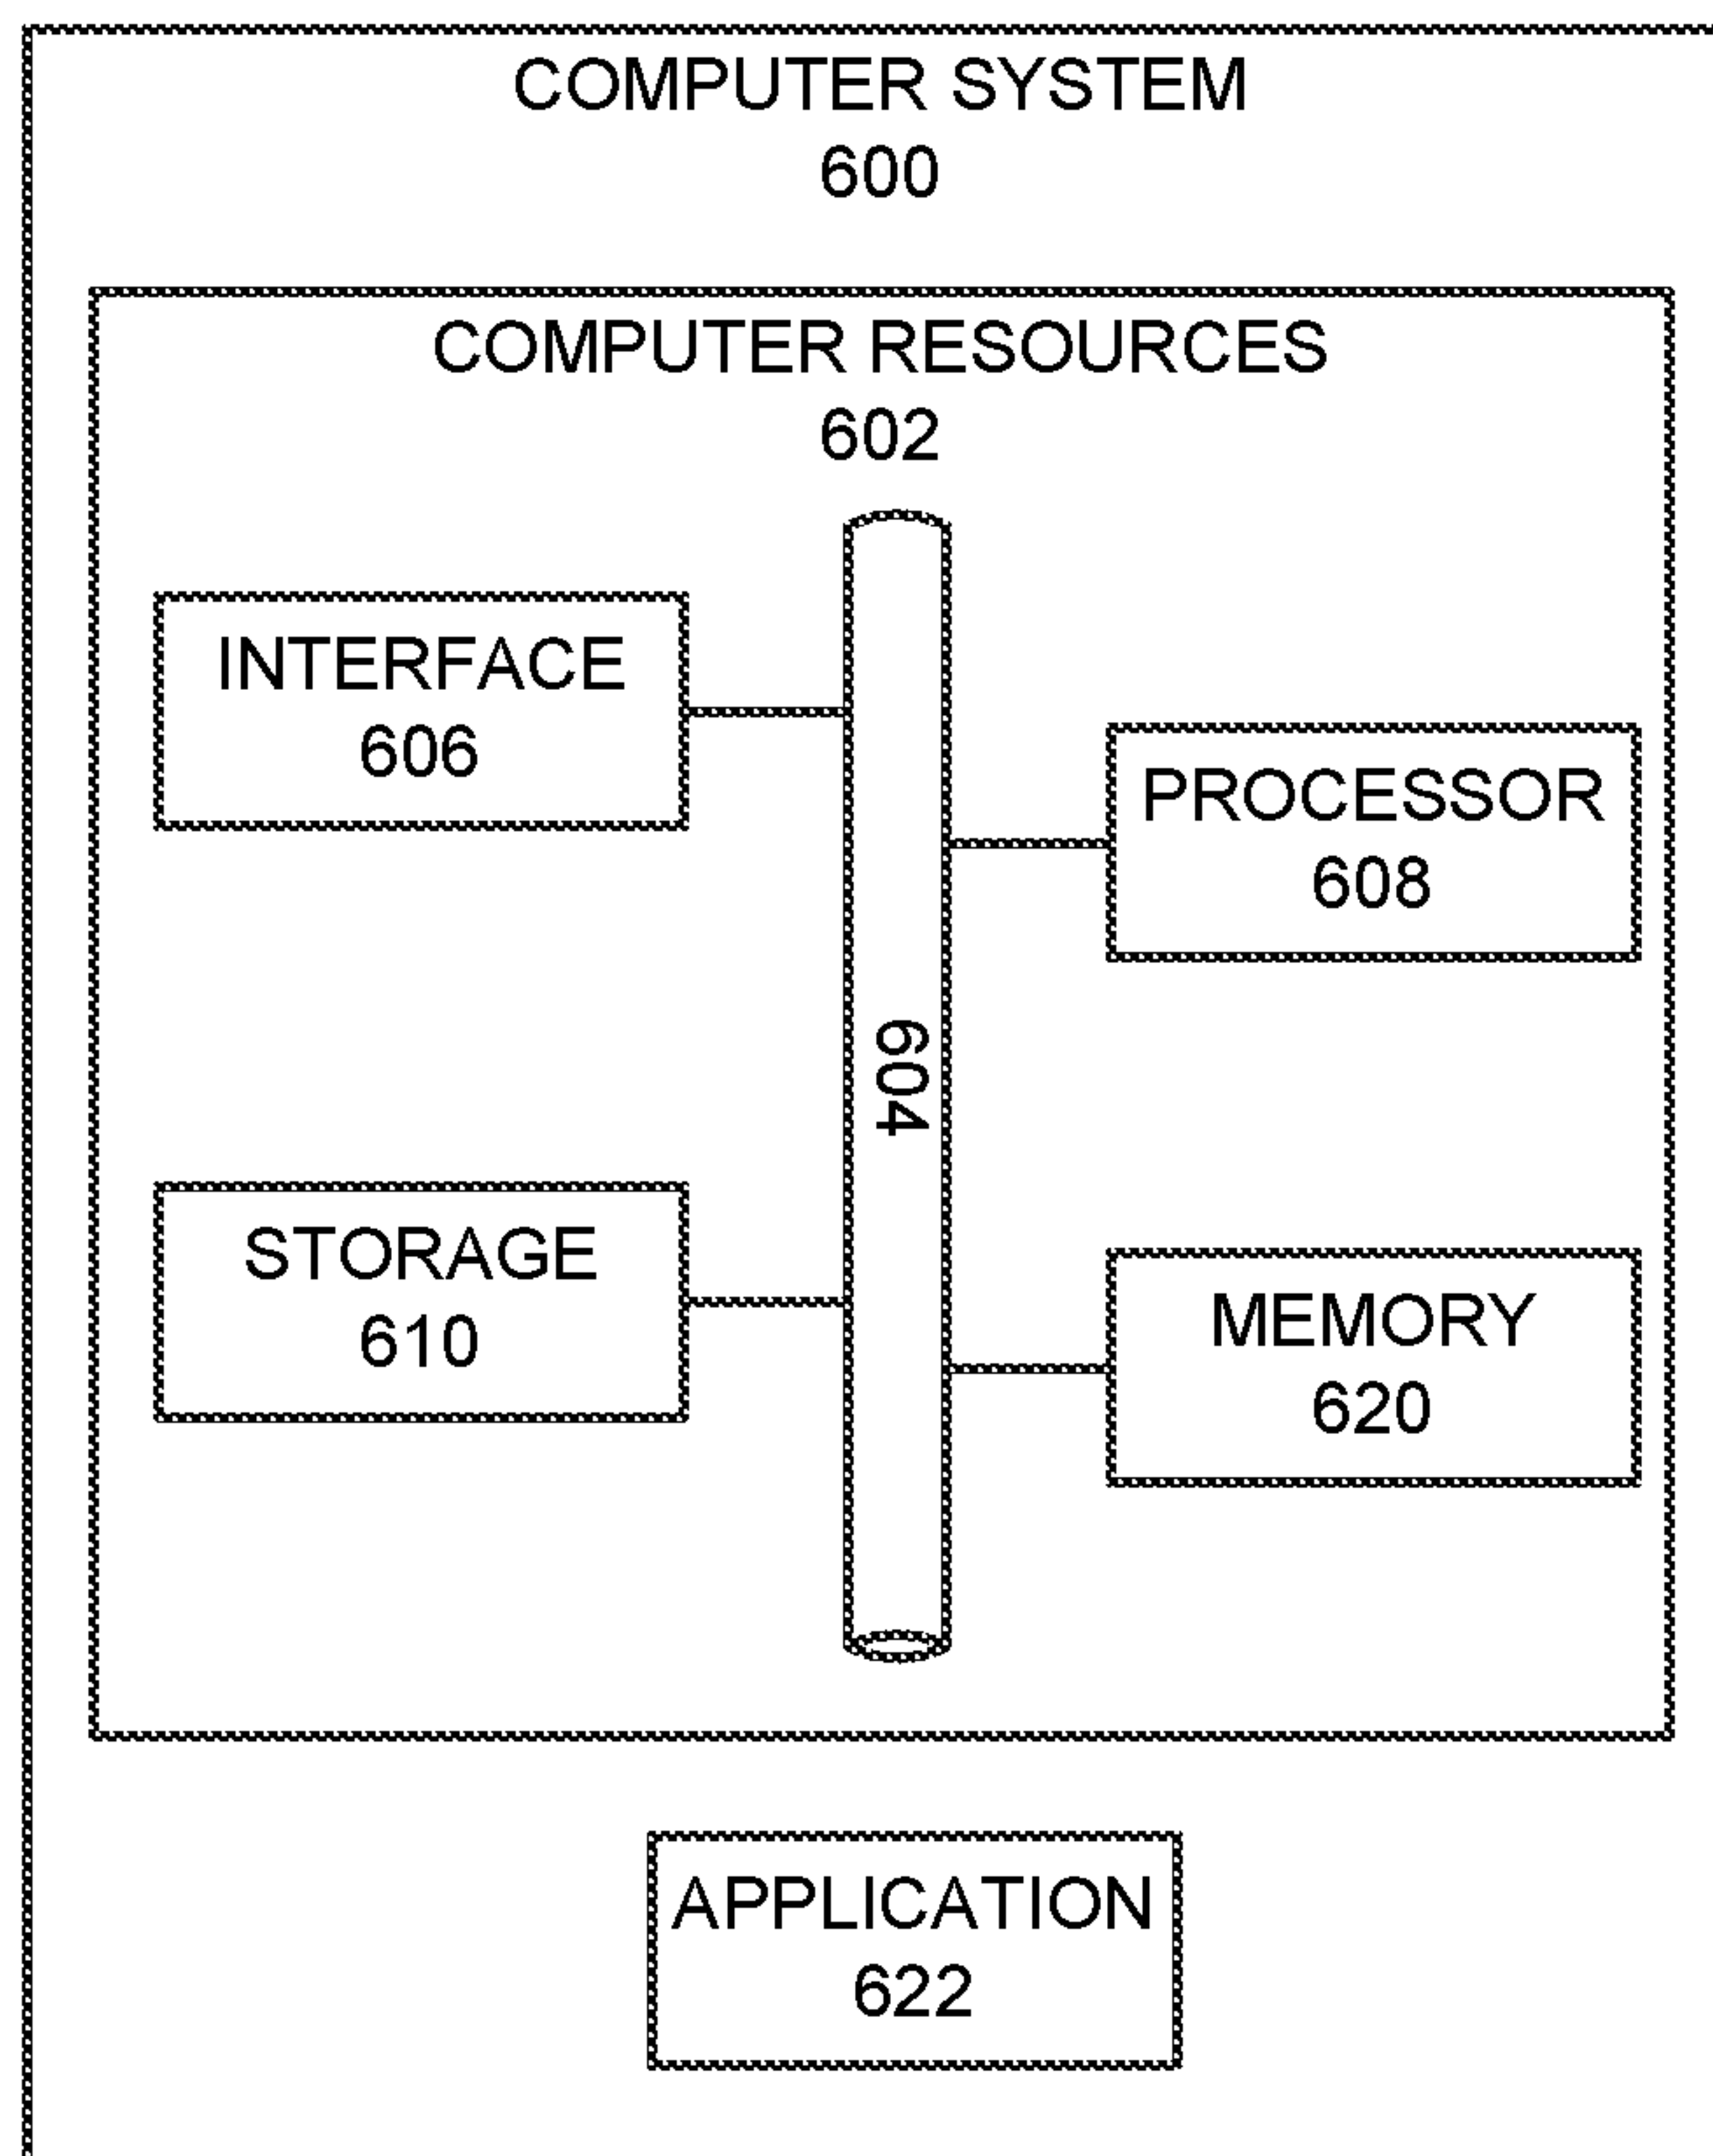 COMPUTER SYSTEM
600
COMPUTER RESOURCES
602
INTERFACE
606
PROCESSOR
608
604
STORAGE
610
MEMORY
620
APPLICATION
622